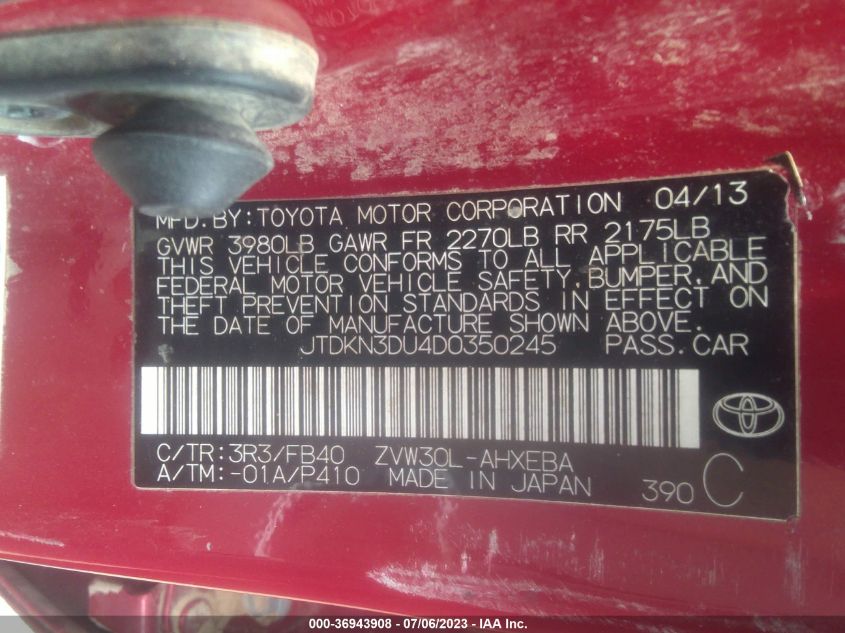 MFD.BY:TOYOTA MOTOR CORPORATION 04/13
GVWR 3980LB GAWR FR 2270LB RR 2175LB
THIS VEHICLE CONFORMS TO ALL APPLICABLE
FEDERAL MOTOR VEHICLE SAFETY,BUMPER,AND
THEFT PREVENTION STANDARDS IN EFFECT ON
THE DATE OF MANUFACTURE SHOWN ABOVE.
JTDKN3DU4D0350245 PASS.CAR
C/TR:3R3/FB40 ZVW30L-AHXEBA
A/TM:-01A/P410 MADE IN JAPAN 390 C
000-36943908 / 07/06/2023 - IAA Inc.